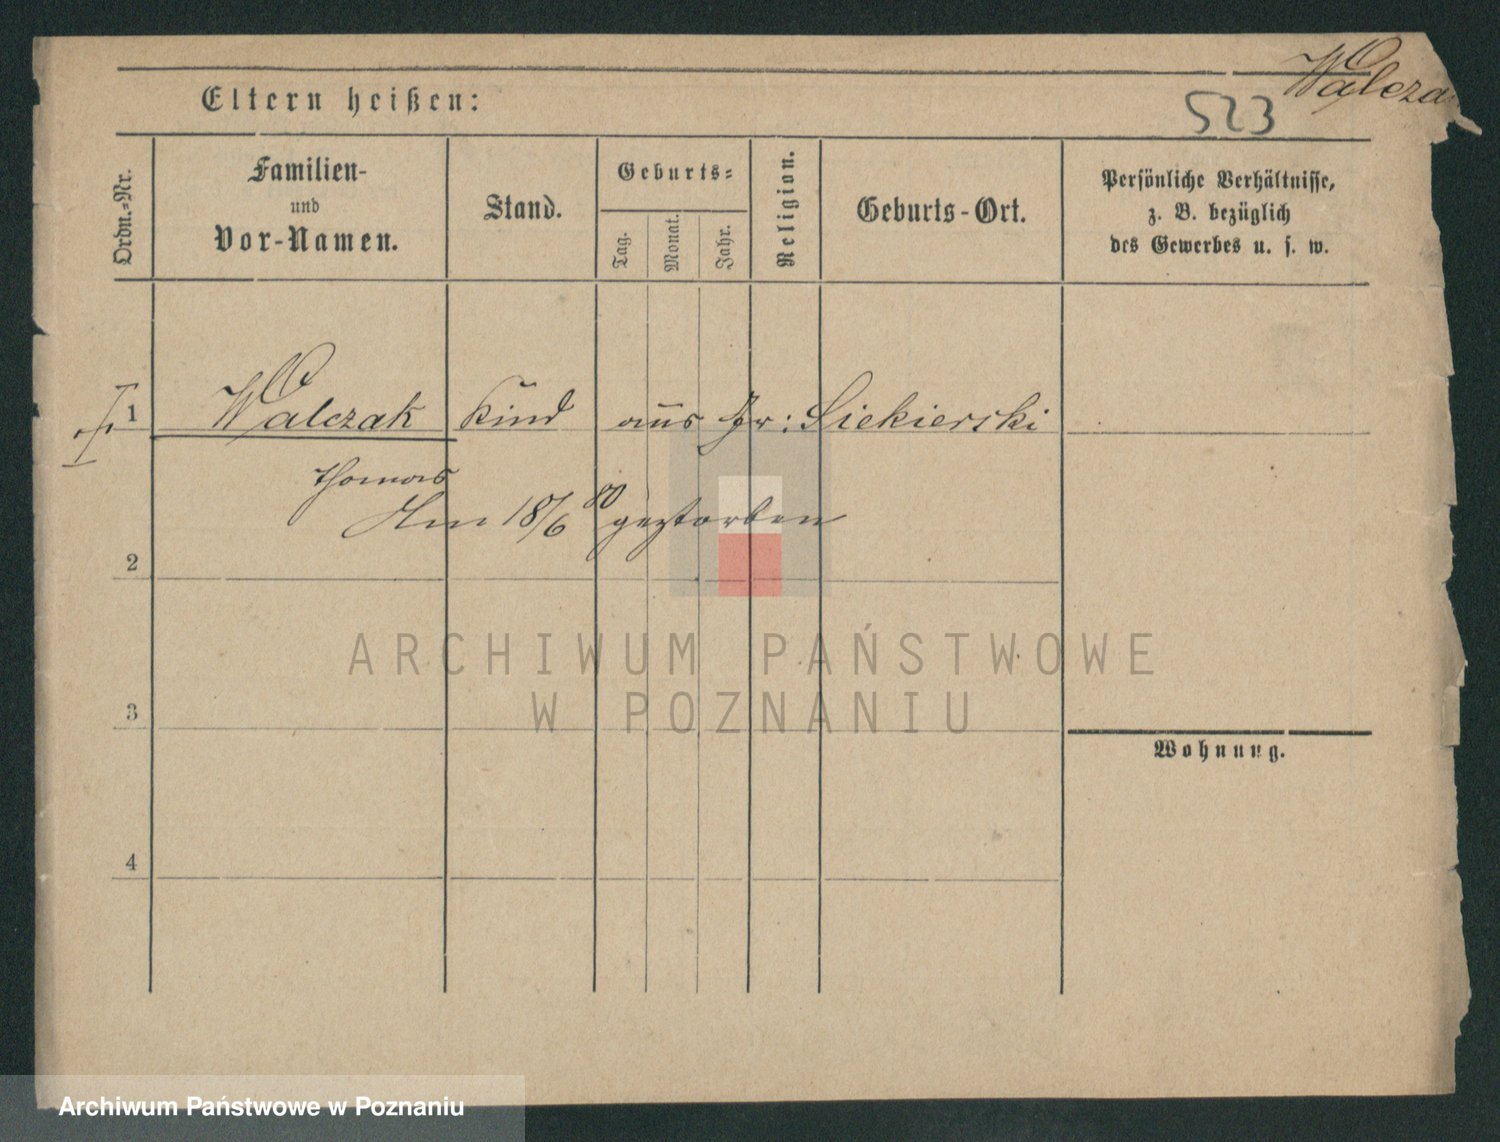 Walcza
Eltern heißen:
523
Ordn.=Nr.
Familien-
und
Vor-Namen.
Stand.
Geburts=
Tag.
Monat.
Jahr.
Religion.
Geburts-Ort.
Persönliche Verhältnisse,
z. B. bezüglich
des Gewerbes u. s. w.
1 Walczak Kind aus Fr: Siekierski
Thomas
Am 18/6 80 gestorben
2
ARCHIWUM PAŃSTWOWE
W POZNANIU
3
Wohnung.
4
Archiwum Państwowe w Poznaniu